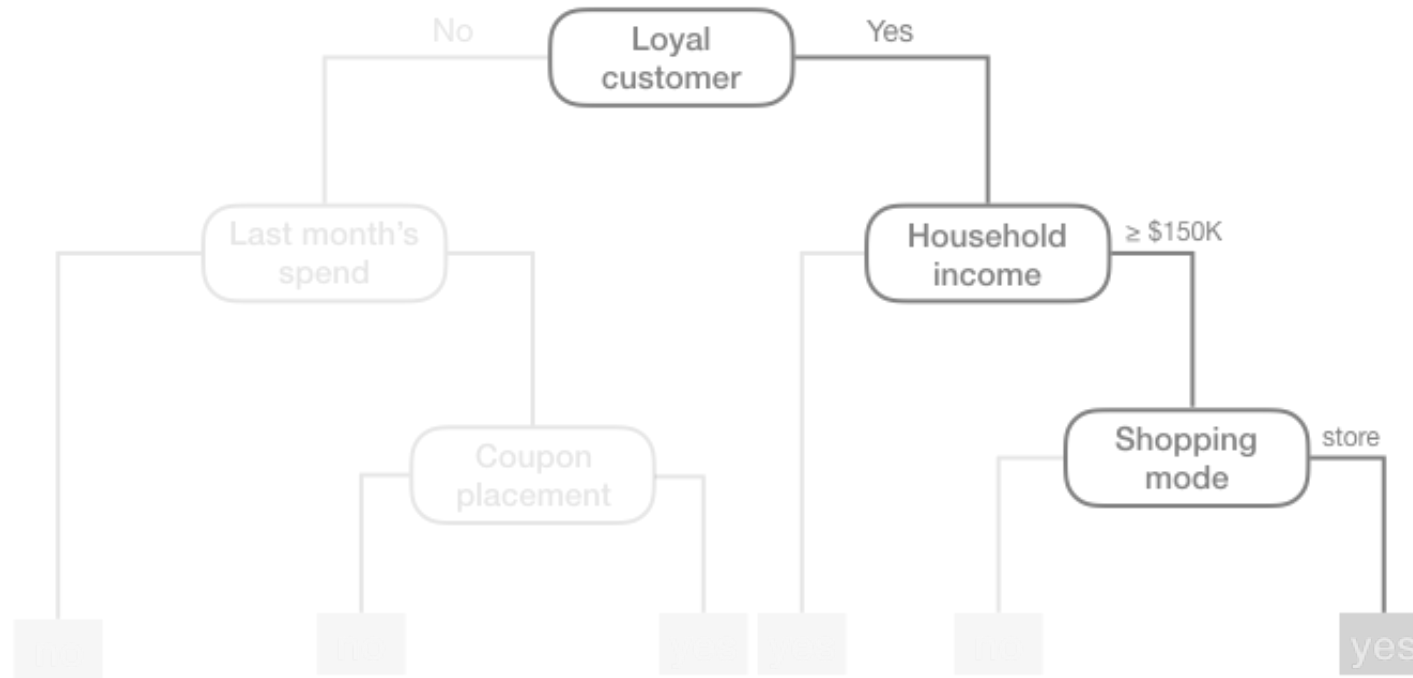 No
Loyal
customer
Yes
Last month's
spend
Household
income
≥ $150K
Coupon
placement
Shopping
mode
store
yes